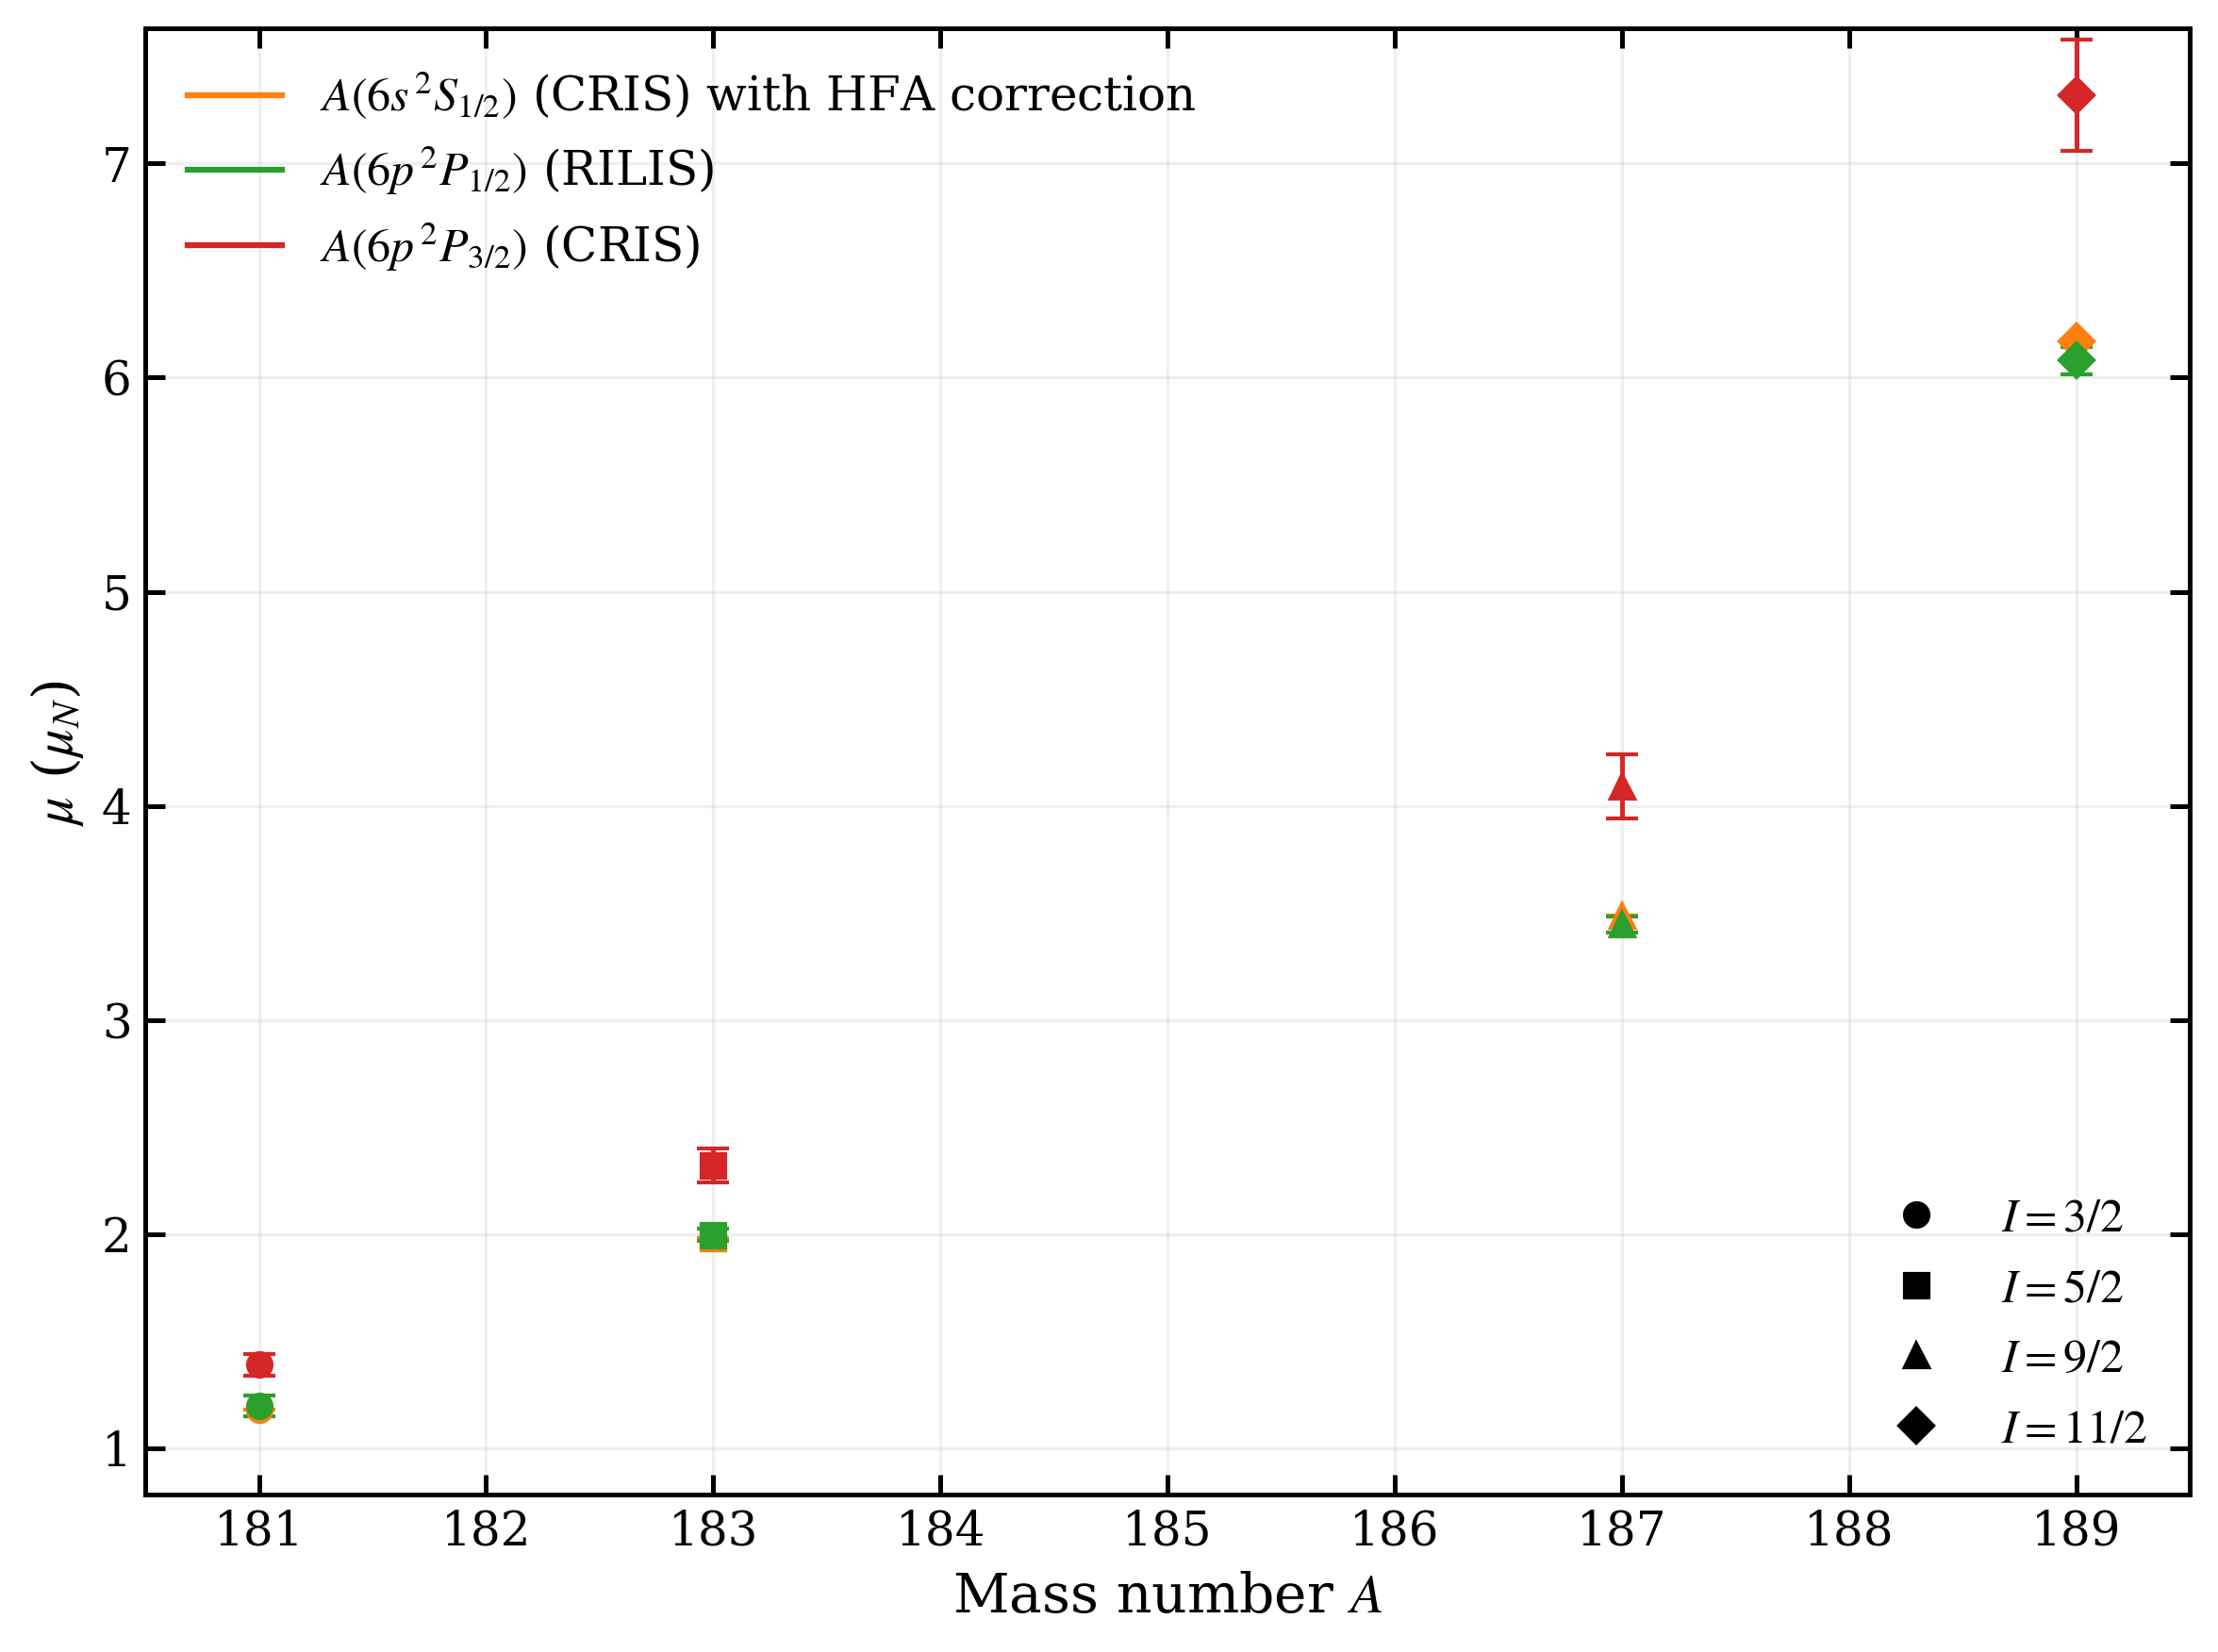 A(6s ²S₁/₂) (CRIS) with HFA correction
A(6p ²P₁/₂) (RILIS)
A(6p ²P₃/₂) (CRIS)
7
6
5
4
3
2
1
μ (μ_N)
I = 3/2
I = 5/2
I = 9/2
I = 11/2
181 182 183 184 185 186 187 188 189
Mass number A